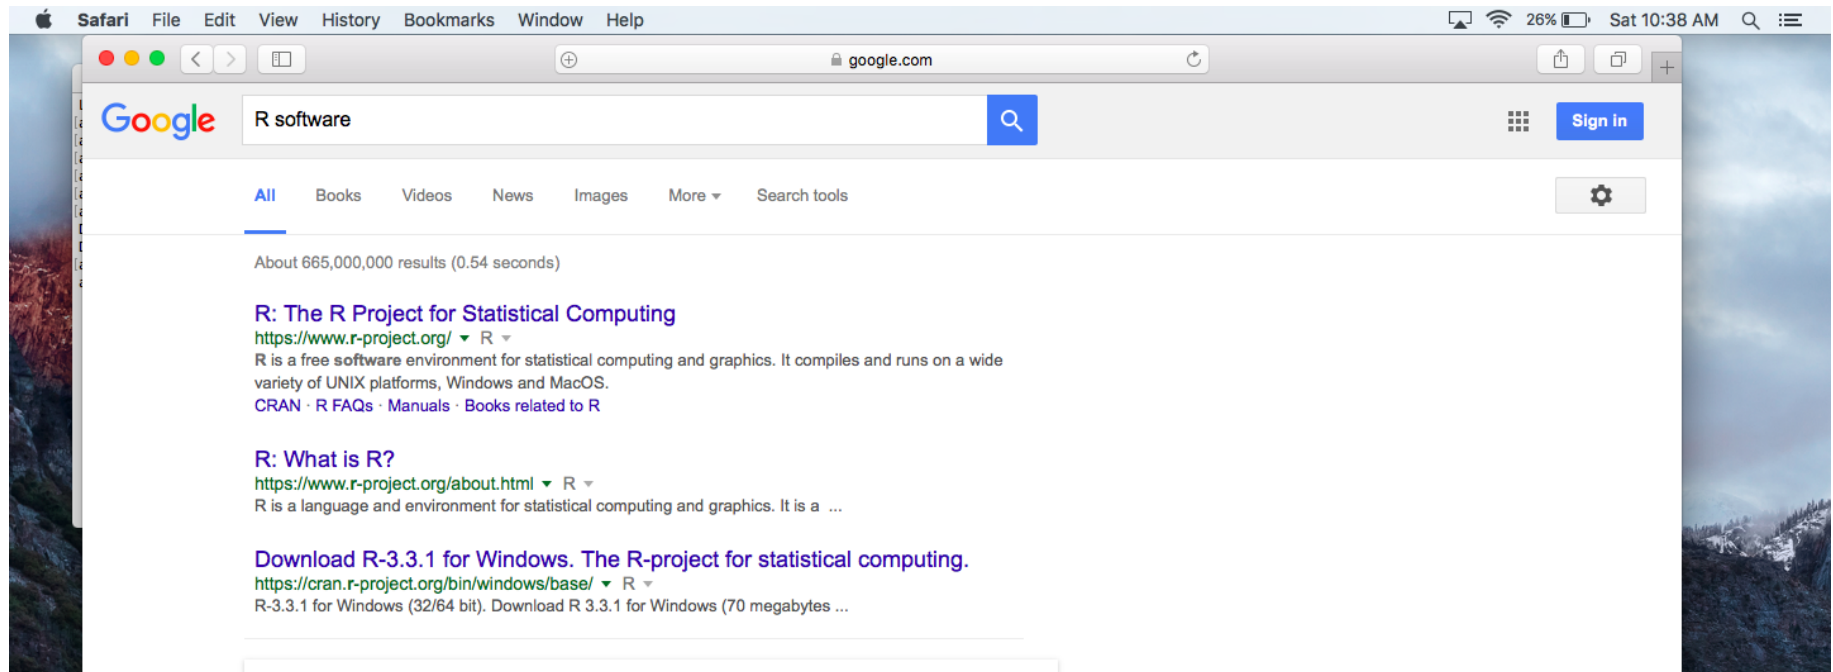 Safari File Edit View History Bookmarks Window Help 26% Sat 10:38 AM
google.com
Google R software Sign in
All Books Videos News Images More Search tools
About 665,000,000 results (0.54 seconds)
R: The R Project for Statistical Computing
https://www.r-project.org/ R
R is a free software environment for statistical computing and graphics. It compiles and runs on a wide
variety of UNIX platforms, Windows and MacOS.
CRAN · R FAQs · Manuals · Books related to R
R: What is R?
https://www.r-project.org/about.html R
R is a language and environment for statistical computing and graphics. It is a ...
Download R-3.3.1 for Windows. The R-project for statistical computing.
https://cran.r-project.org/bin/windows/base/ R
R-3.3.1 for Windows (32/64 bit). Download R 3.3.1 for Windows (70 megabytes ...